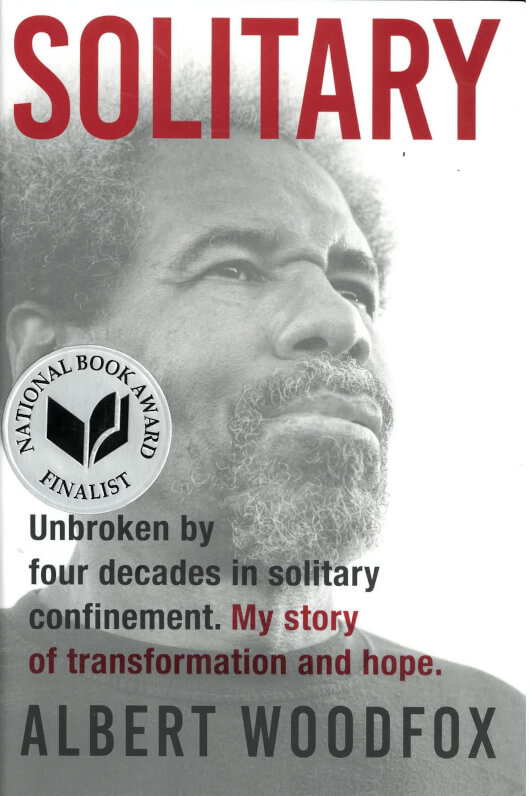 SOLITARY
NATIONAL BOOK AWARD
FINALIST
Unbroken by
four decades in solitary
confinement. My story
of transformation and hope.
ALBERT WOODFOX